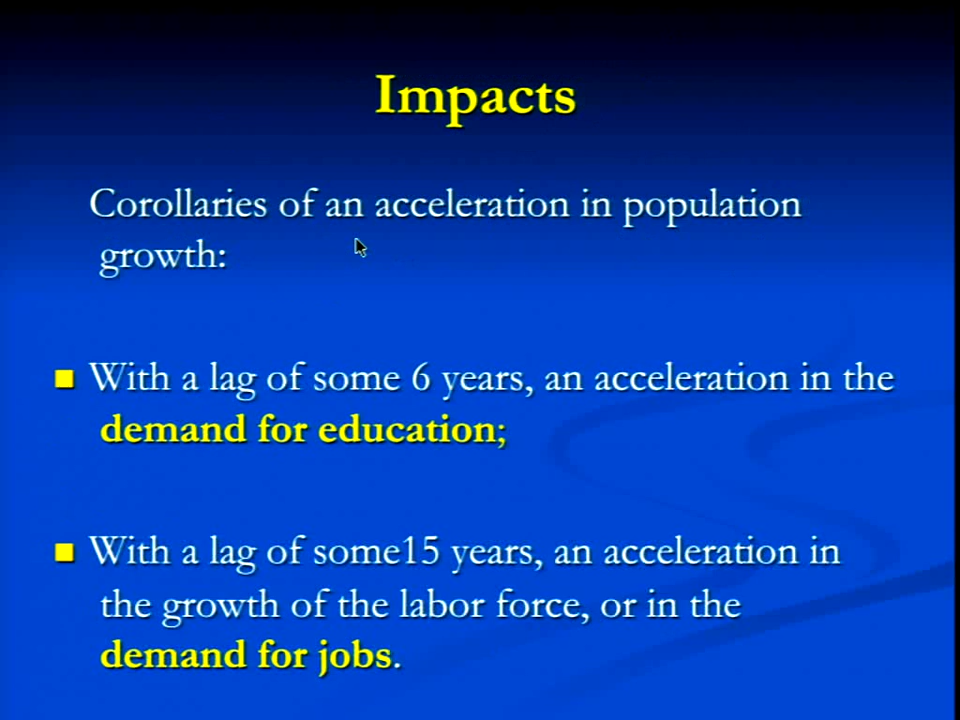 Impacts
Corollaries of an acceleration in population
growth:
With a lag of some 6 years, an acceleration in the
demand for education;
With a lag of some15 years, an acceleration in
the growth of the labor force, or in the
demand for jobs.